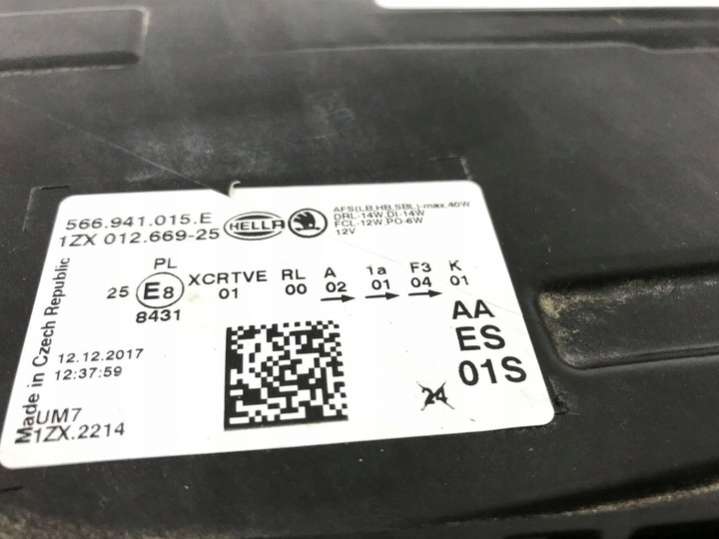 566.941.015.E
1ZX 012.669-25
HELLA
AFS(LB,HB,SBL)-max.40W
DRL-14W,DI-14W
FCL-12W,PO-6W
12V
PL
25 E8 XCRTVE RL A 1a F3 K
8431 01 00 02 01 04 01
Made in Czech Republic
12.12.2017
12:37:59
UM7
1ZX.2214
AA
ES
01S
24